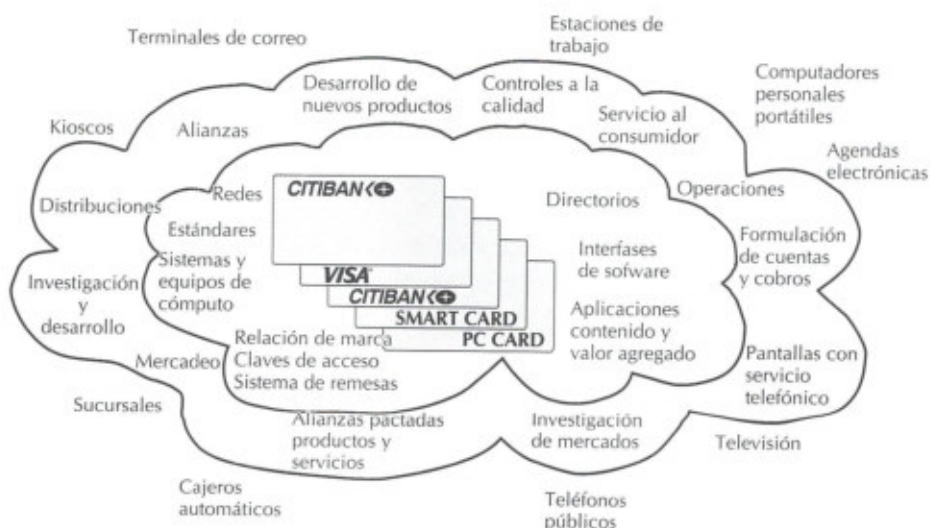 Terminales de correo
Estaciones de
trabajo
Desarrollo de
nuevos productos
Controles a la
calidad
Computadores
personales
portátiles
Kioscos
Alianzas
Servicio al
consumidor
Agendas
electrónicas
Redes
CITIBANK
Directorios
Operaciones
Distribuciones
Estándares
Formulación
de cuentas
y cobros
Sistemas y
equipos de
cómputo
VISA
Interfases
de sofware
Investigación
y
desarrollo
CITIBANK
SMART CARD
PC CARD
Aplicaciones
contenido y
valor agregado
Relación de marca
Claves de acceso
Sistema de remesas
Mercadeo
Pantallas con
servicio
telefónico
Sucursales
Alianzas pactadas
productos y
servicios
Investigación
de mercados
Televisión
Cajeros
automáticos
Teléfonos
públicos